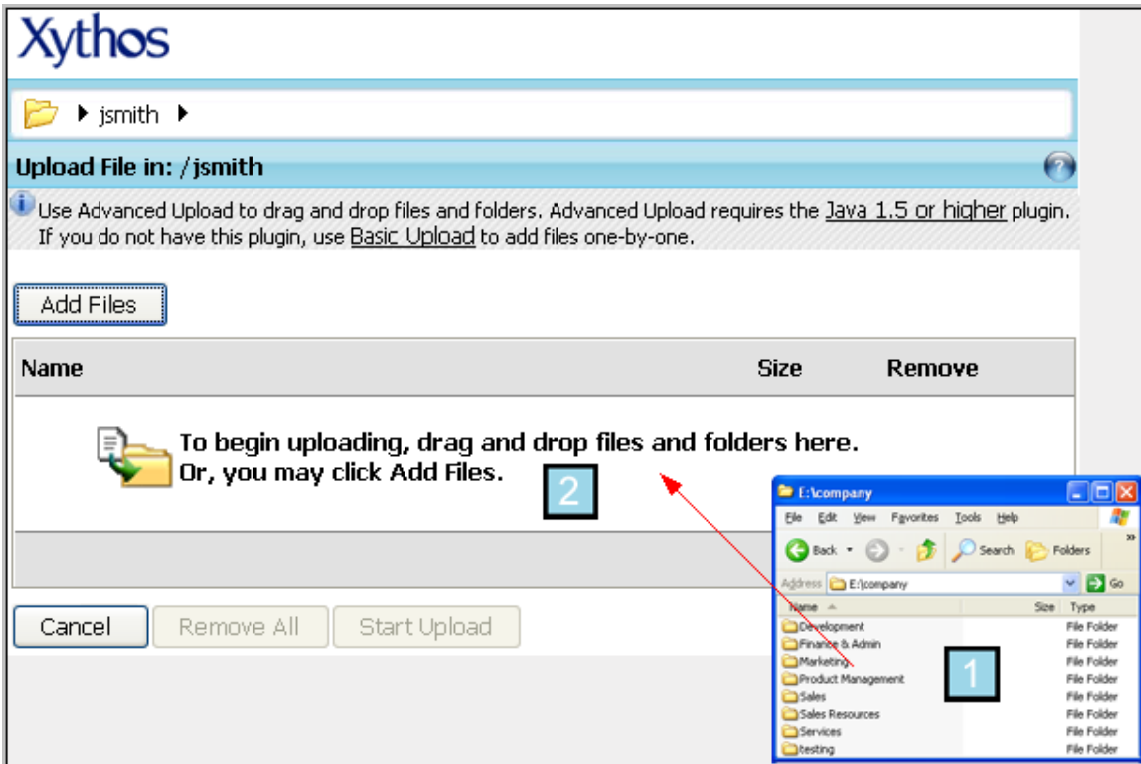 Xythos
jsmith
Upload File in: /jsmith
Use Advanced Upload to drag and drop files and folders. Advanced Upload requires the Java 1.5 or higher plugin.
If you do not have this plugin, use Basic Upload to add files one-by-one.
Add Files
Name Size Remove
To begin uploading, drag and drop files and folders here.
Or, you may click Add Files.
2
Cancel Remove All Start Upload
E:\company
File Edit View Favorites Tools Help
Back Search Folders »
Address E:\company Go
Name Size Type
Development File Folder
Finance & Admin File Folder
Marketing File Folder
Product Management File Folder
Sales File Folder
Sales Resources File Folder
Services File Folder
testing File Folder
1